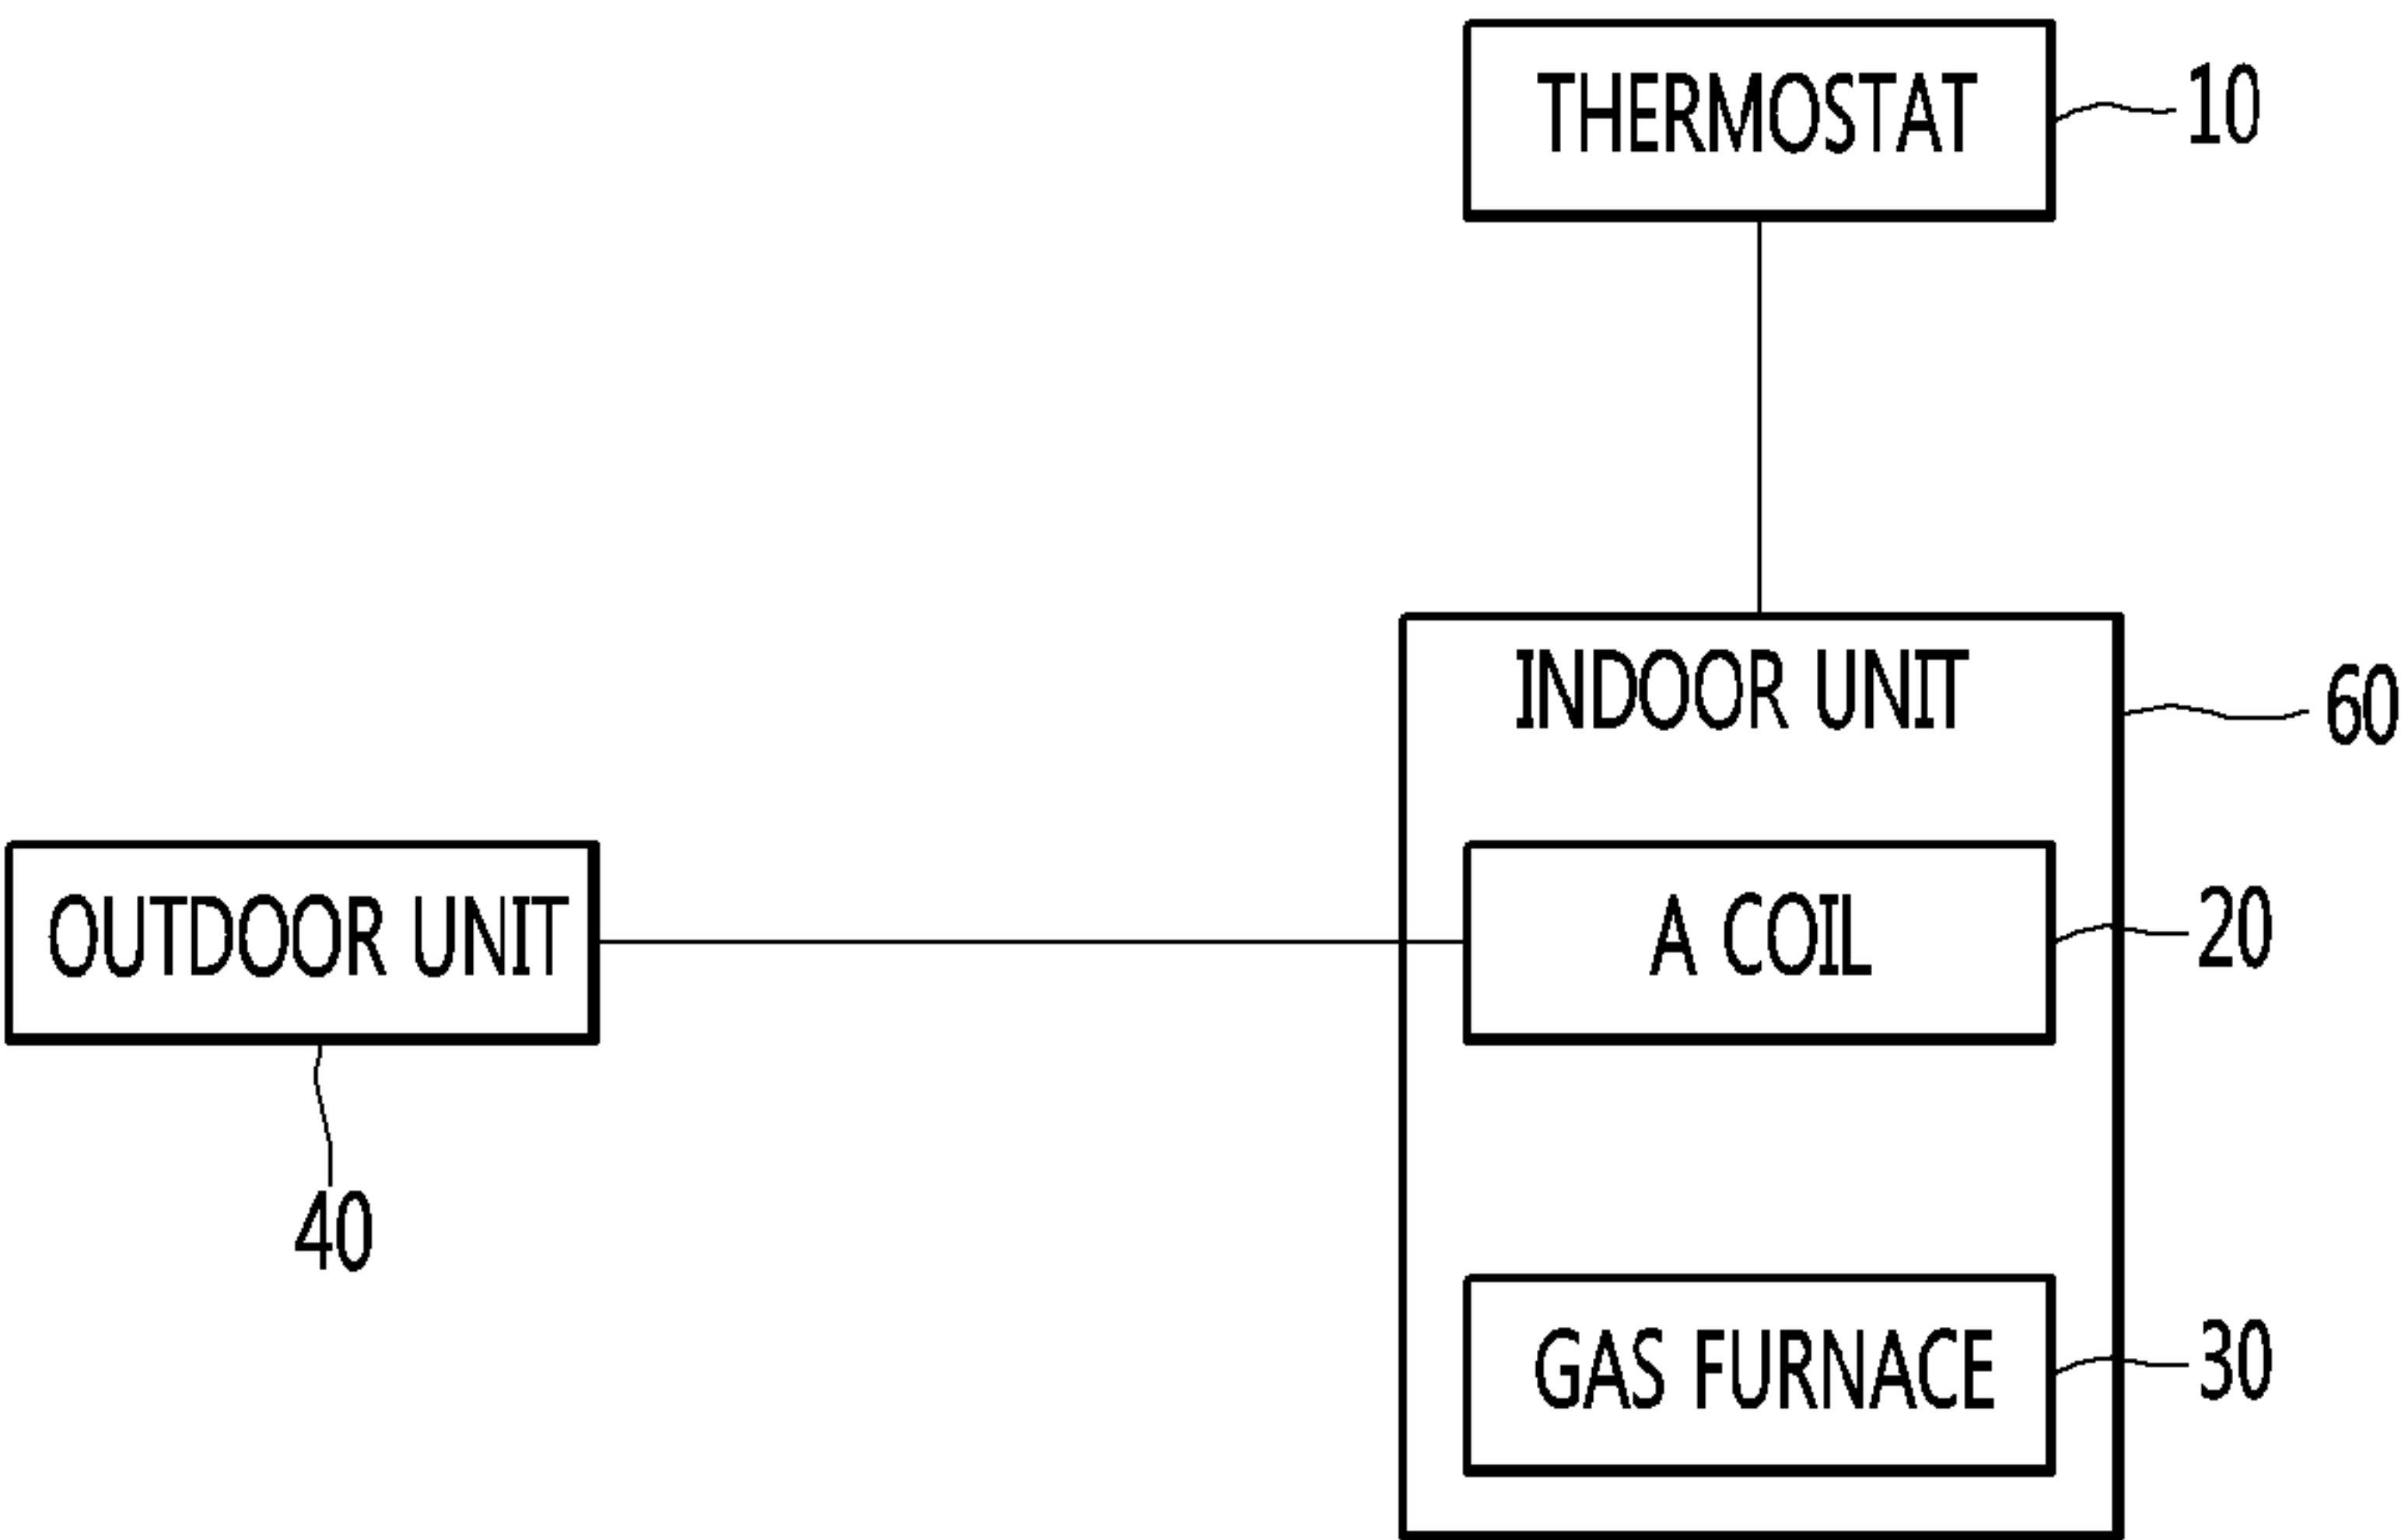 THERMOSTAT
10
INDOOR UNIT
60
OUTDOOR UNIT
A COIL
20
40
GAS FURNACE
30